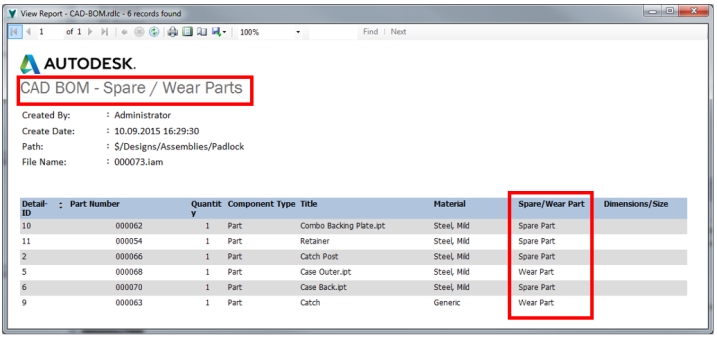 View Report - CAD-BOM.rdlc - 6 records found
1 of 1 100% Find | Next
AUTODESK.
CAD BOM - Spare / Wear Parts
Created By: : Administrator
Create Date: : 10.09.2015 16:29:30
Path: : $/Designs/Assemblies/Padlock
File Name: : 000073.iam
Detail-ID Part Number Quantity Component Type Title Material Spare/Wear Part Dimensions/Size
10 000062 1 Part Combo Backing Plate.ipt Steel, Mild Spare Part
11 000054 1 Part Retainer Steel, Mild Spare Part
2 000066 1 Part Catch Post Steel, Mild Spare Part
5 000068 1 Part Case Outer.ipt Steel, Mild Wear Part
6 000070 1 Part Case Back.ipt Steel, Mild Spare Part
9 000063 1 Part Catch Generic Wear Part